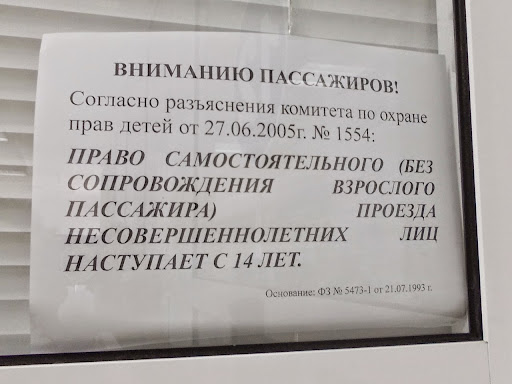 ВНИМАНИЮ ПАССАЖИРОВ!
Согласно разъяснения комитета по охране
прав детей от 27.06.2005г. № 1554:
ПРАВО САМОСТОЯТЕЛЬНОГО (БЕЗ
СОПРОВОЖДЕНИЯ ВЗРОСЛОГО
ПАССАЖИРА) ПРОЕЗДА
НЕСОВЕРШЕННОЛЕТНИХ ЛИЦ
НАСТУПАЕТ С 14 ЛЕТ.
Основание: ФЗ № 5473-1 от 21.07.1993 г.